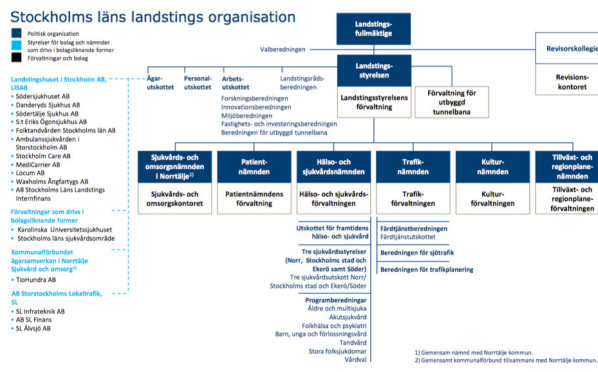 Stockholms läns landstings organisation
Politisk organisation
Styrelser för bolag och nämnder
som drivs i bolagsliknande former
Förvaltningar och bolag
Landstings-
fullmäktige
Valberedningen
Revisorskollegie
Revisions-
kontoret
Landstings-
styrelsen
Landstingsstyrelsens
förvaltning
Förvaltning för
utbyggd
tunnelbana
Ägar-
utskottet
Personal-
utskottet
Arbets-
utskottet
Landstingsråds-
beredningen
Forskningsberedningen
Innovationsberedningen
Miljöberedningen
Fastighets- och investeringsberedningen
Beredningen för utbyggd tunnelbana
Landstingshuset i Stockholm AB,
LISAB
Södersjukhuset AB
Danderyds Sjukhus AB
Södertälje Sjukhus AB
S:t Eriks Ögonsjukhus AB
Folktandvården Stockholms län AB
Ambulanssjukvården i
Storstockholm AB
Stockholm Care AB
MediCarrier AB
Locum AB
Waxholms Ångfartygs AB
AB Stockholms Läns Landstings
Internfinans
Förvaltningar som drivs i
bolagsliknande former
Karolinska Universitetssjukhuset
Stockholms läns sjukvårdsområde
Kommunalförbundet
ägarsamverkan i Norrtälje
Sjukvård och omsorg2)
TioHundra AB
AB Storstockholms Lokaltrafik,
SL
SL Infrateknik AB
AB SL Finans
SL Älvsjö AB
Sjukvårds- och
omsorgsnämnden
i Norrtälje1)
Sjukvårds- och
omsorgskontoret
Patient-
nämnden
Patientnämndens
förvaltning
Hälso- och
sjukvårdsnämnden
Hälso- och sjukvårds-
förvaltningen
Trafik-
nämnden
Trafik-
förvaltningen
Kultur-
nämnden
Kultur-
förvaltningen
Tillväxt- och
regionplane-
nämnden
Tillväxt- och
regionplane-
förvaltningen
Utskottet för framtidens
hälso- och sjukvård
Tre sjukvårdsstyrelser
(Norr, Stockholms stad och
Ekerö samt Söder)
Tre sjukvårdsutskott Norr/
Stockholms stad och Ekerö/Söder
Programberedningar
Äldre och multisjuka
Akutsjukvård
Folkhälsa och psykiatri
Barn, unga och förlossningsvård
Tandvård
Stora folksjukdomar
Vårdval
Färdtjänstberedningen
Färdtjänstutskottet
Beredningen för sjötrafik
Beredningen för trafikplanering
1) Gemensam nämnd med Norrtälje kommun.
2) Gemensamt kommunalförbund tillsammans med Norrtälje kommun.